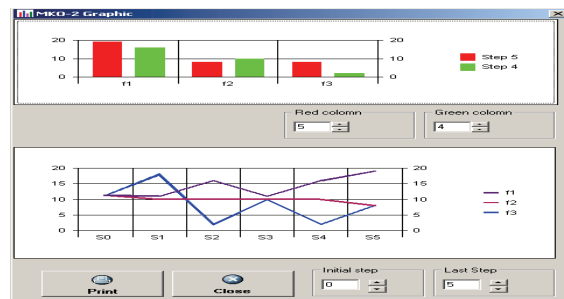 MKO-2 Graphic
20 20
10 10
0 0
f1 f2 f3
Step 5
Step 4
Red colomn Green colomn
5 4
20 20
15 15
10 10
5 5
0 0
S0 S1 S2 S3 S4 S5
f1
f2
f3
Print Close
Initial step Last Step
0 5